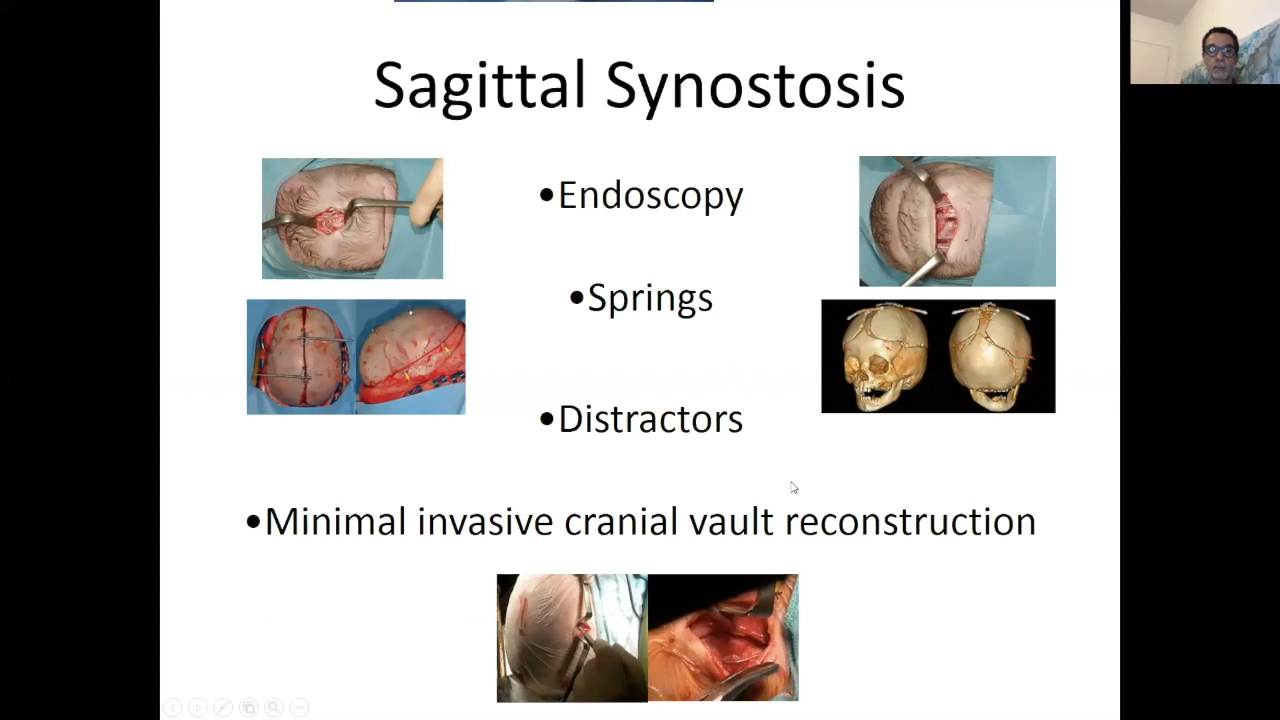 Sagittal Synostosis
•Endoscopy
•Springs
•Distractors
•Minimal invasive cranial vault reconstruction